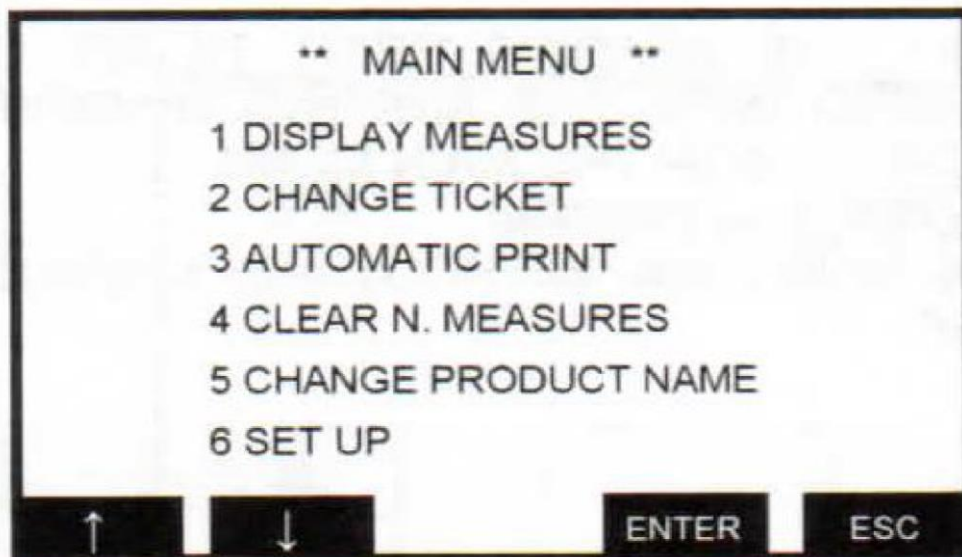 ** MAIN MENU **
1 DISPLAY MEASURES
2 CHANGE TICKET
3 AUTOMATIC PRINT
4 CLEAR N. MEASURES
5 CHANGE PRODUCT NAME
6 SET UP
↑ ↓ ENTER ESC